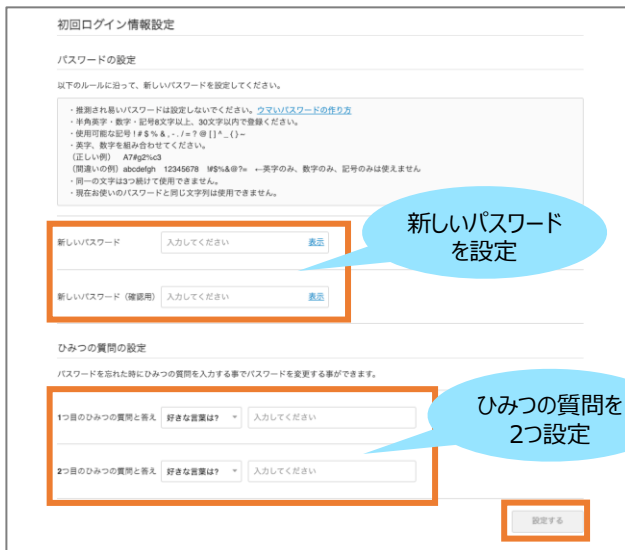 初回ログイン情報設定
パスワードの設定
以下のルールに沿って、新しいパスワードを設定してください。
・推測され易いパスワードは設定しないでください。ウマいパスワードの作り方
・半角英字・数字・記号8文字以上、30文字以内で登録ください。
・使用可能な記号 ! # $ % & , - . / = ? @ [ ] ^ _ ( ) ~
・英字、数字を組み合わせてください。
（正しい例） A7#g2%c3
（間違いの例）abcdefgh 12345678 !#$%&@?= ←英字のみ、数字のみ、記号のみは使えません
・同一の文字は3つ続けて使用できません。
・現在お使いのパスワードと同じ文字列は使用できません。
新しいパスワード 入力してください 表示
新しいパスワード
を設定
新しいパスワード（確認用） 入力してください 表示
ひみつの質問の設定
パスワードを忘れた時にひみつの質問を入力する事でパスワードを変更する事ができます。
1つ目のひみつの質問と答え 好きな言葉は? 入力してください
ひみつの質問を
2つ設定
2つ目のひみつの質問と答え 好きな言葉は? 入力してください
設定する